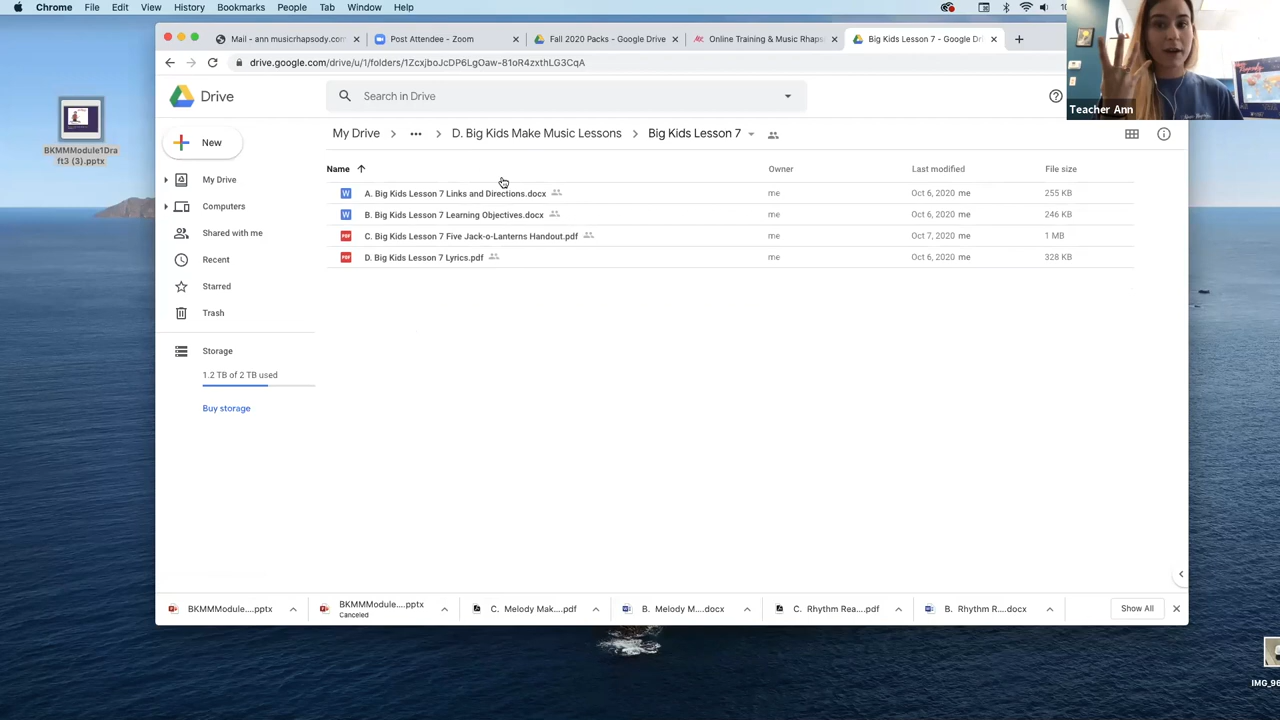 Chrome File Edit View History Bookmarks People Tab Window Help
Mail - ann musicrhapsody.com... Post Attendee - Zoom Fall 2020 Packs - Google Drive Online Training & Music Rhaps Big Kids Lesson 7 - Google Dri
drive.google.com/drive/u/1/folders/1ZcxjboJcDP6LgOaw-81oR4zxthLG3CqA
Drive
Search in Drive
Teacher Ann
New
My Drive ... D. Big Kids Make Music Lessons Big Kids Lesson 7
BKMMModule1Dra
ft3 (3).pptx
Name Owner Last modified File size
My Drive
A. Big Kids Lesson 7 Links and Directions.docx me Oct 6, 2020 me 255 KB
Computers
B. Big Kids Lesson 7 Learning Objectives.docx me Oct 6, 2020 me 246 KB
Shared with me
C. Big Kids Lesson 7 Five Jack-o-Lanterns Handout.pdf me Oct 7, 2020 me 1 MB
Recent
D. Big Kids Lesson 7 Lyrics.pdf me Oct 6, 2020 me 328 KB
Starred
Trash
Storage
1.2 TB of 2 TB used
Buy storage
BKMMModule....pptx
BKMMModule....pptx
Canceled
C. Melody Mak....pdf
B. Melody M....docx
C. Rhythm Rea....pdf
B. Rhythm R....docx
Show All
IMG_96